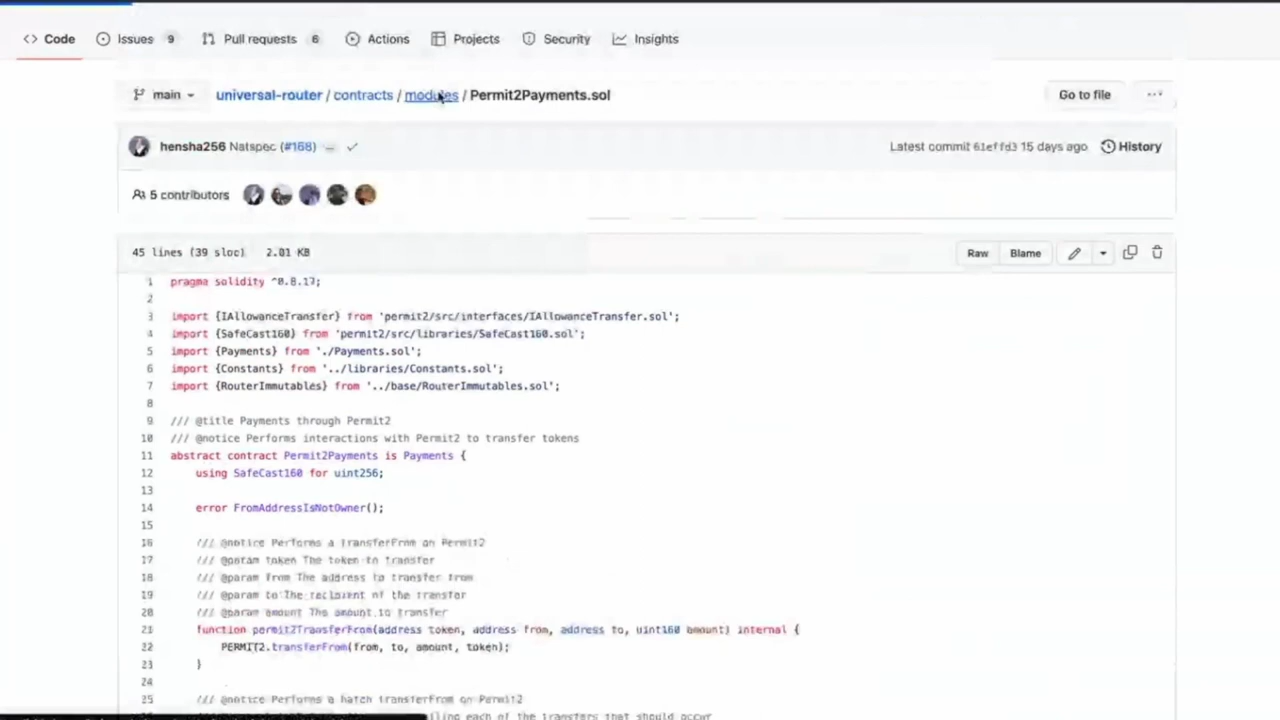 Code Issues 9 Pull requests 6 Actions Projects Security Insights
main universal-router / contracts / modules / Permit2Payments.sol Go to file ...
hensha256 Natspec (#168) ... Latest commit 61effd3 15 days ago History
5 contributors
45 lines (39 sloc) 2.01 KB Raw Blame
1 pragma solidity ^0.8.17;
2
3 import {IAllowanceTransfer} from 'permit2/src/interfaces/IAllowanceTransfer.sol';
4 import {SafeCast160} from 'permit2/src/libraries/SafeCast160.sol';
5 import {Payments} from './Payments.sol';
6 import {Constants} from '../libraries/Constants.sol';
7 import {RouterImmutables} from '../base/RouterImmutables.sol';
8
9 /// @title Payments through Permit2
10 /// @notice Performs interactions with Permit2 to transfer tokens
11 abstract contract Permit2Payments is Payments {
12 using SafeCast160 for uint256;
13
14 error FromAddressIsNotOwner();
15
16 /// @notice Performs a transferFrom on Permit2
17 /// @param token The token to transfer
18 /// @param from The address to transfer from
19 /// @param to The recipient of the transfer
20 /// @param amount The amount to transfer
21 function permit2TransferFrom(address token, address from, address to, uint160 amount) internal {
22 PERMIT2.transferFrom(from, to, amount, token);
23 }
24
25 /// @notice Performs a batch transferFrom on Permit2
each of the transfers that should occur